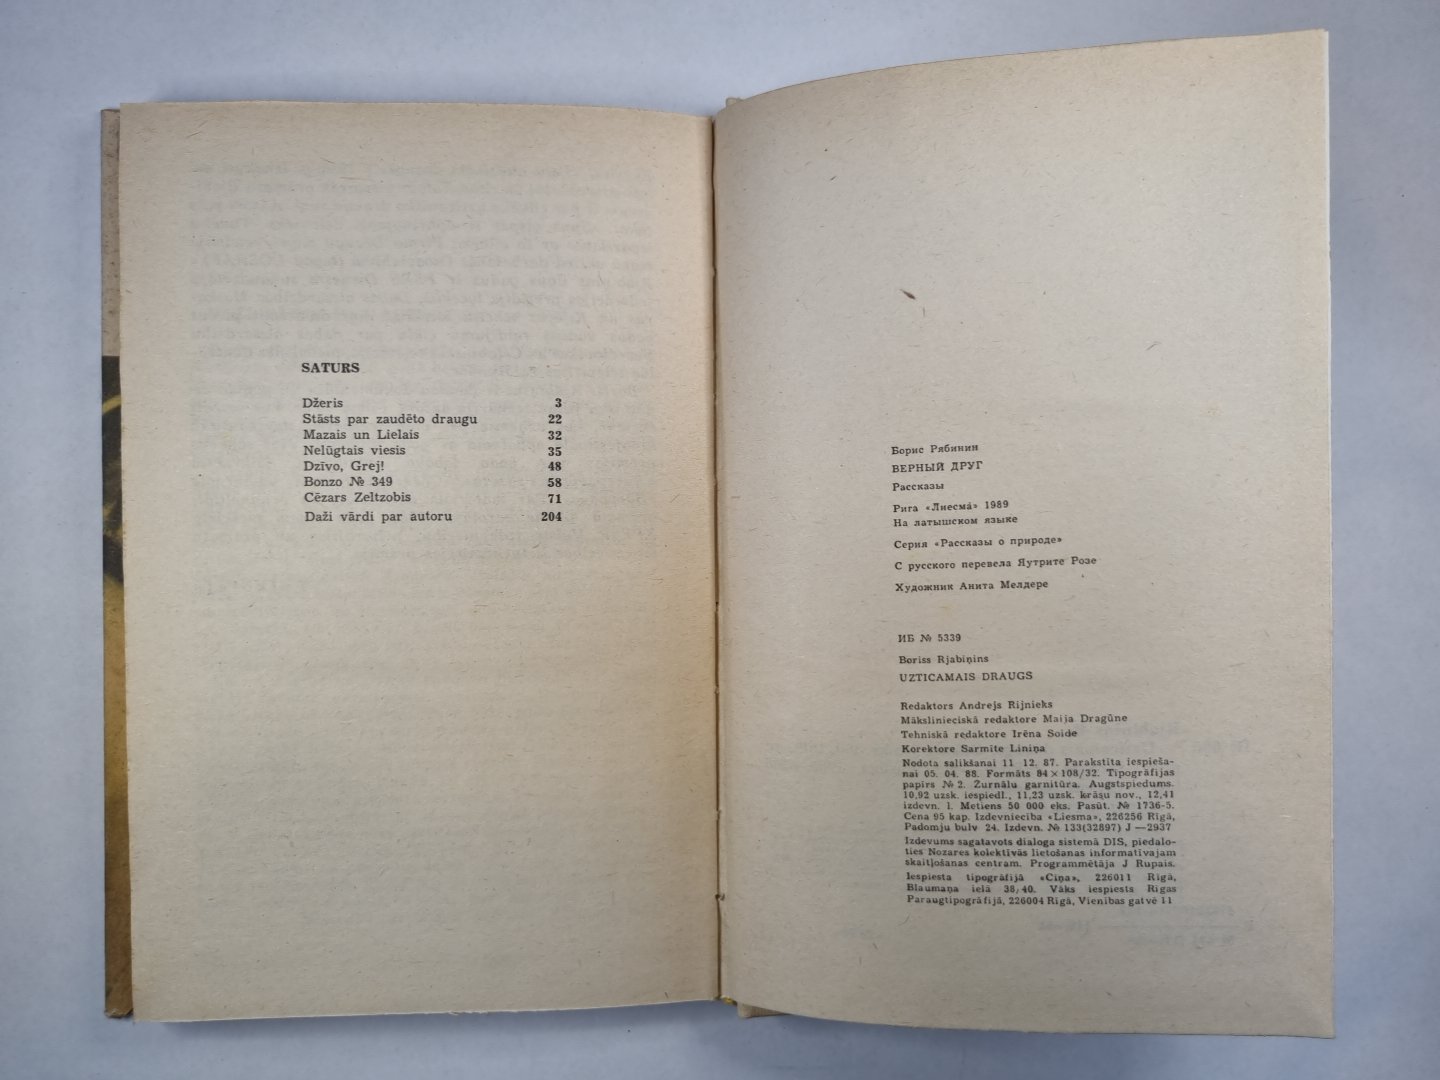 SATURS
Džeris 3
Stāsts par zaudēto draugu 22
Mazais un Lielais 32
Nelūgtais viesis 35
Dzīvo, Grej! 48
Bonzo № 349 58
Cēzars Zeltzobis 71
Daži vārdi par autoru 204
Борис Рябинин
ВЕРНЫЙ ДРУГ
Рассказы
Рига «Лиесма» 1989
На латышском языке
Серия «Рассказы о природе»
С русского перевела Яутрите Розе
Художник Анита Мелдере
ИБ № 5339
Boriss Rjabiņins
UZTICAMAIS DRAUGS
Redaktors Andrejs Rijnieks
Mākslinieciskā redaktore Maija Dragūne
Tehniskā redaktore Irēna Soide
Korektore Sarmīte Liniņa
Nodota salikšanai 11 12. 87. Parakstīta iespieša-
nai 05. 04. 88. Formāts 84×108/32. Tipogrāfijas
papīrs № 2. Žurnālu garnitūra. Augstspiedums.
10,92 uzsk. iespiedl., 11,23 uzsk. krāsu nov., 12,41
izdevn. l. Metiens 50 000 eks. Pasūt. № 1736-5.
Cena 95 kap. Izdevniecība «Liesma», 226256 Rīgā,
Padomju bulv 24. Izdevn. № 133(32897) J—2937
Izdevums sagatavots dialoga sistēmā DIS, piedalo-
ties Nozares kolektīvās lietošanas informatīvajam
skaitļošanas centram. Programmētāja J Rupais.
Iespiesta tipogrāfijā «Cīņa», 226011 Rīgā,
Blaumaņa ielā 38/40. Vāks iespiests Rīgas
Paraugtipogrāfijā, 226004 Rīgā, Vienības gatvē 11